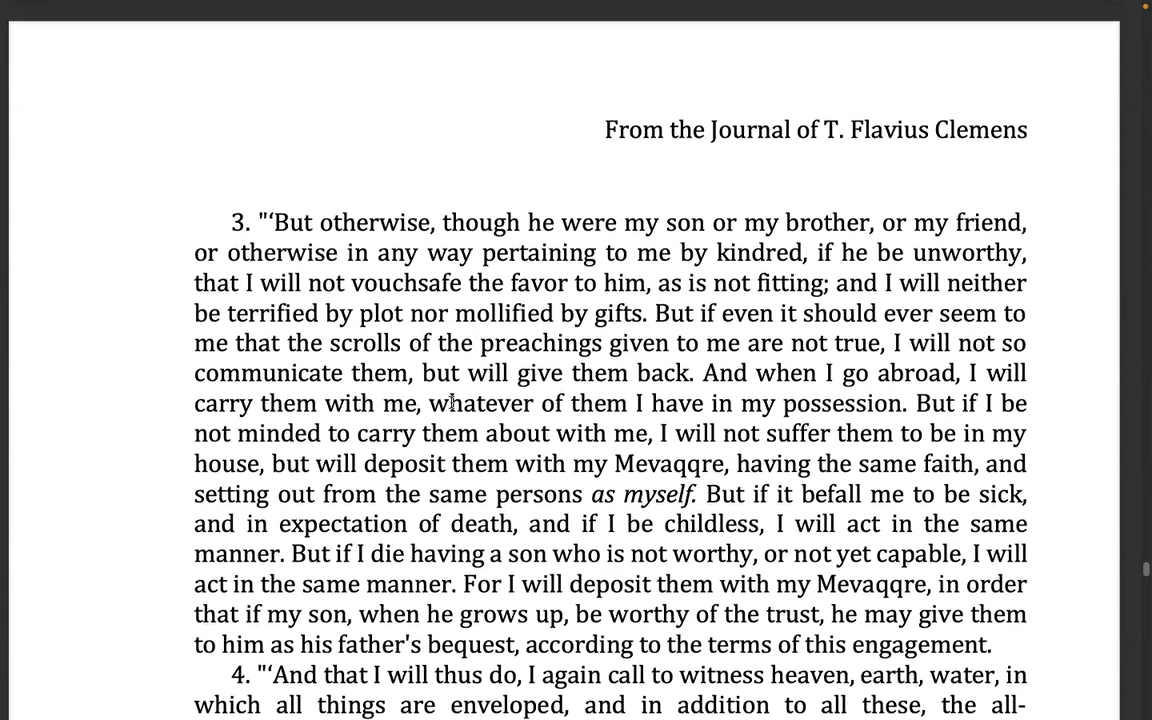 From the Journal of T. Flavius Clemens
3. "‘But otherwise, though he were my son or my brother, or my friend,
or otherwise in any way pertaining to me by kindred, if he be unworthy,
that I will not vouchsafe the favor to him, as is not fitting; and I will neither
be terrified by plot nor mollified by gifts. But if even it should ever seem to
me that the scrolls of the preachings given to me are not true, I will not so
communicate them, but will give them back. And when I go abroad, I will
carry them with me, whatever of them I have in my possession. But if I be
not minded to carry them about with me, I will not suffer them to be in my
house, but will deposit them with my Mevaqqre, having the same faith, and
setting out from the same persons as myself. But if it befall me to be sick,
and in expectation of death, and if I be childless, I will act in the same
manner. But if I die having a son who is not worthy, or not yet capable, I will
act in the same manner. For I will deposit them with my Mevaqqre, in order
that if my son, when he grows up, be worthy of the trust, he may give them
to him as his father's bequest, according to the terms of this engagement.
4. "‘And that I will thus do, I again call to witness heaven, earth, water, in
which all things are enveloped, and in addition to all these, the all-